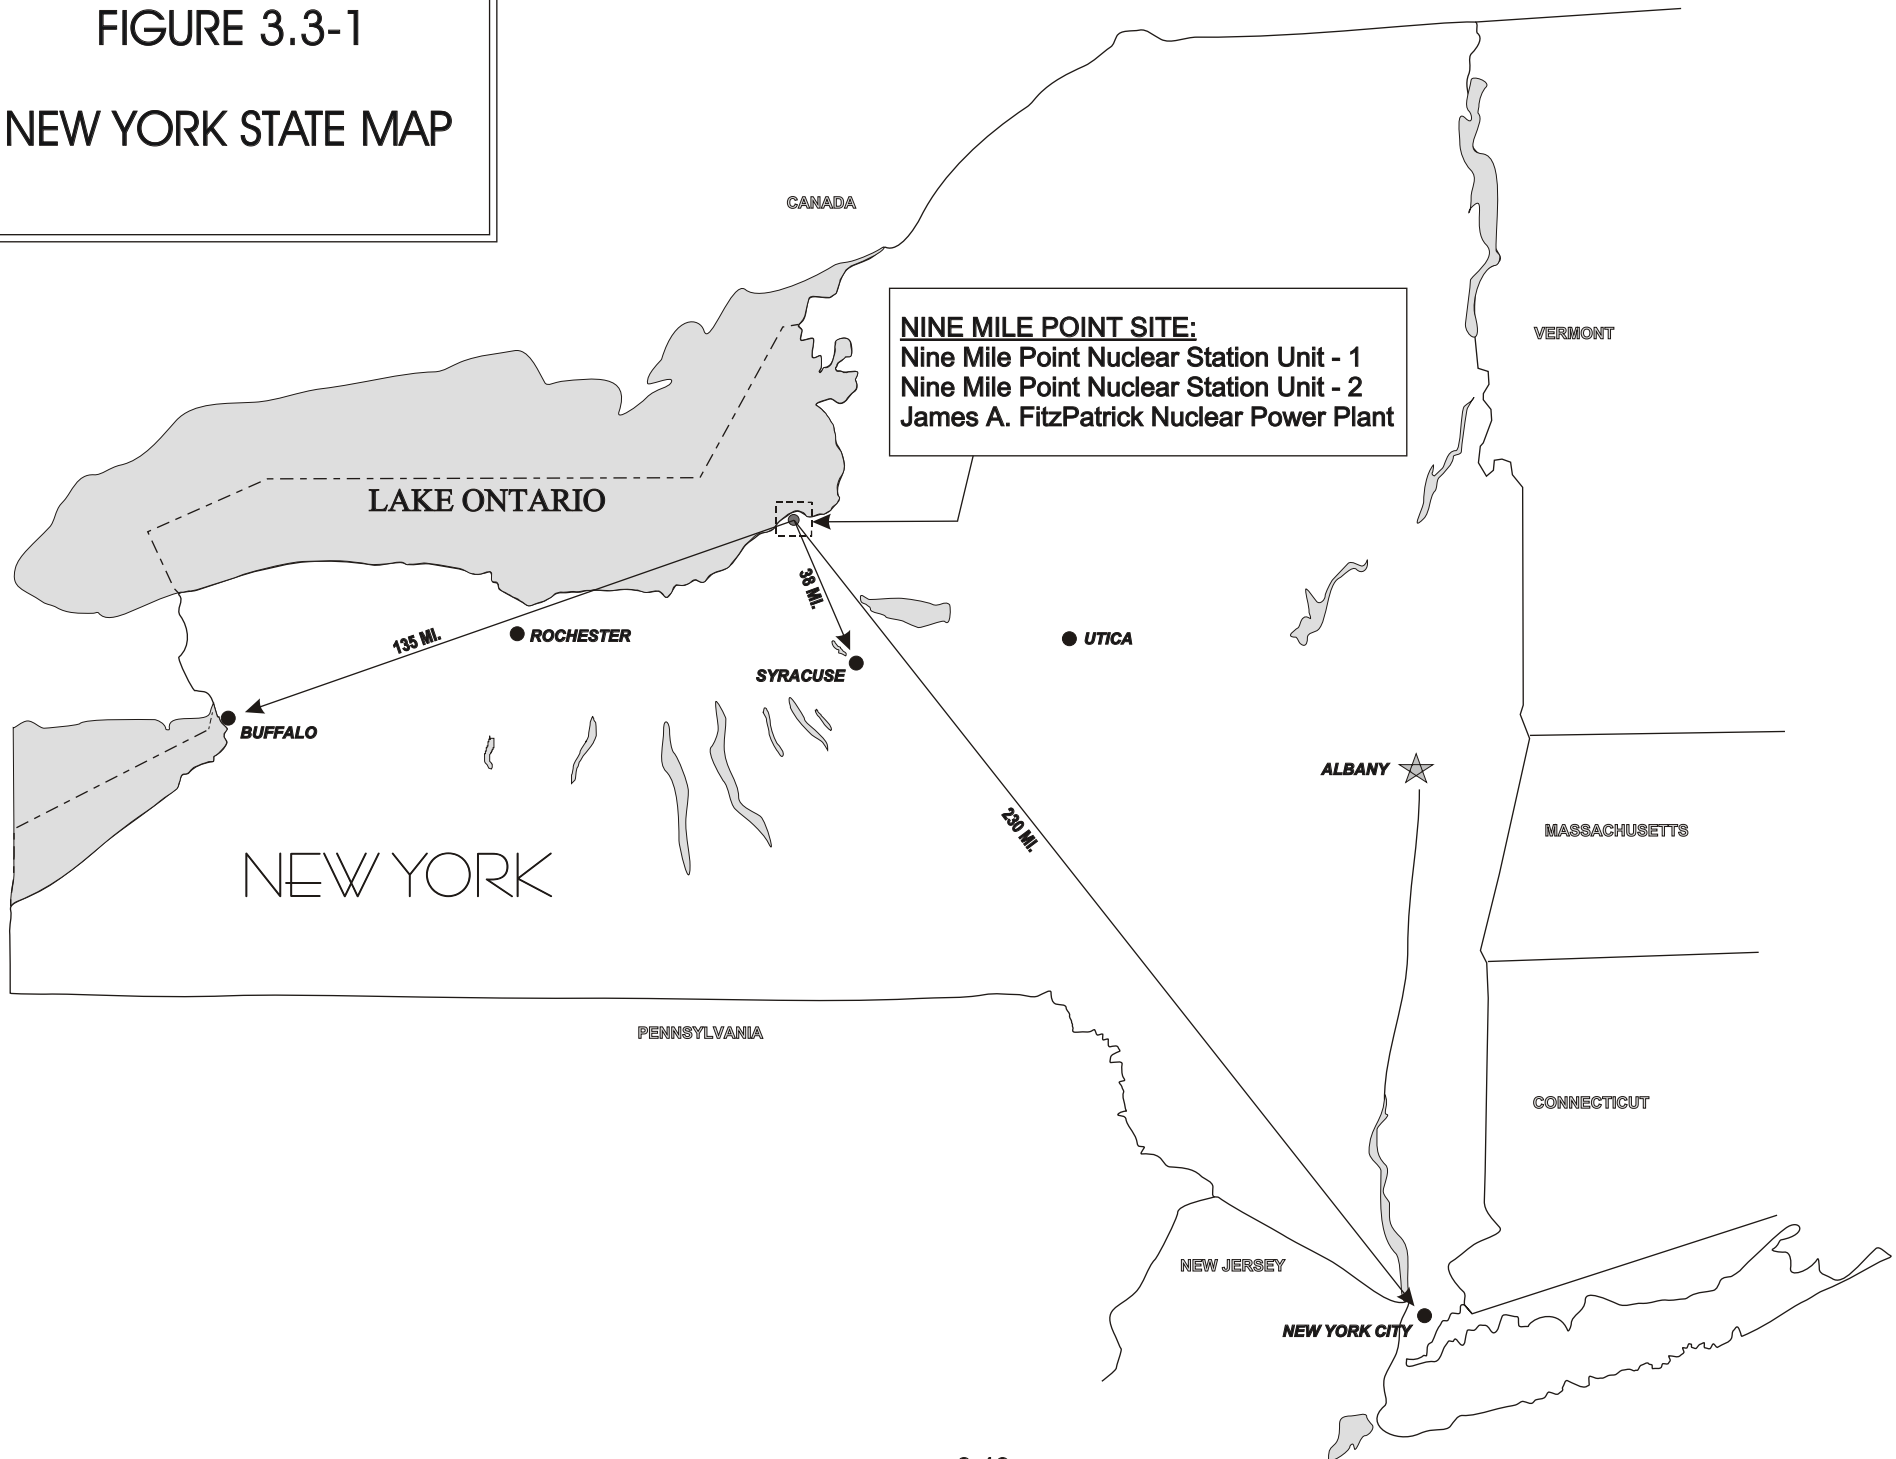 FIGURE 3.3-1
NEW YORK STATE MAP
CANADA
NINE MILE POINT SITE:
Nine Mile Point Nuclear Station Unit - 1
Nine Mile Point Nuclear Station Unit - 2
James A. FitzPatrick Nuclear Power Plant
VERMONT
LAKE ONTARIO
38 MI.
135 MI.
ROCHESTER
UTICA
SYRACUSE
BUFFALO
ALBANY
230 MI.
MASSACHUSETTS
NEW YORK
PENNSYLVANIA
CONNECTICUT
NEW JERSEY
NEW YORK CITY